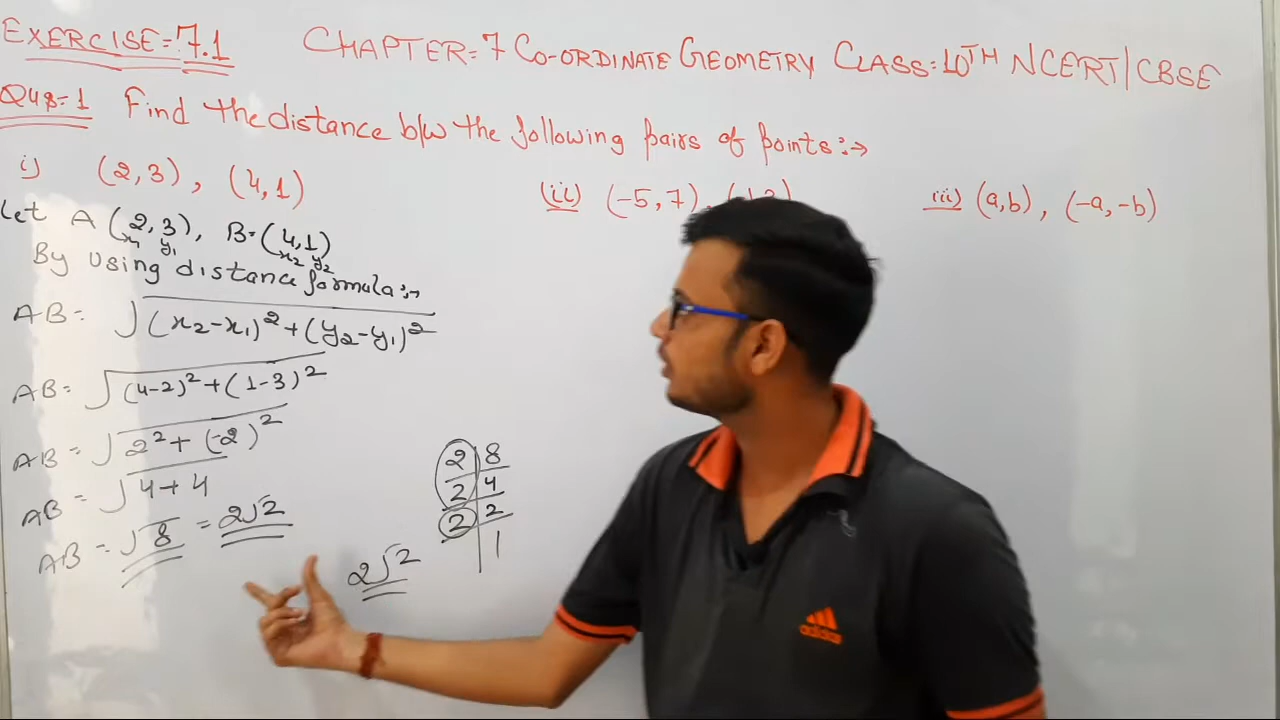 EXERCISE=7.1 CHAPTER=7 CO-ORDINATE GEOMETRY CLASS=10TH NCERT/CBSE
Qus=1 Find the distance b/w the following pairs of points:→
i) (2,3), (4,1)
(ii) (-5,7),
iii) (a,b), (-a,-b)
Let A(2,3), B=(4,1)
x₁ y₁ x₂ y₂
By using distance formula:→
AB= √(x₂-x₁)²+(y₂-y₁)²
AB= √(4-2)²+(1-3)²
AB= √2²+(-2)²
AB= √4+4
AB= √8 = 2√2
2 8
2 4
2 2
1
2√2
adidas